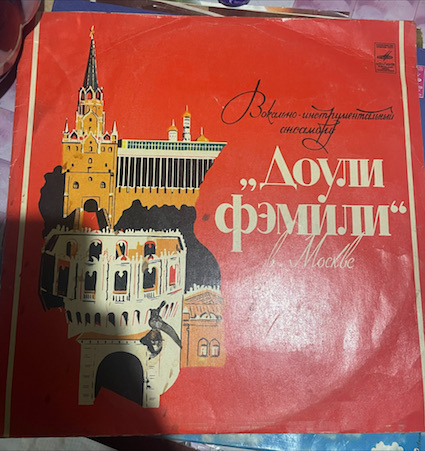 Вокально-инструментальный
ансамбль
„Доули
фэмили“
в Москве